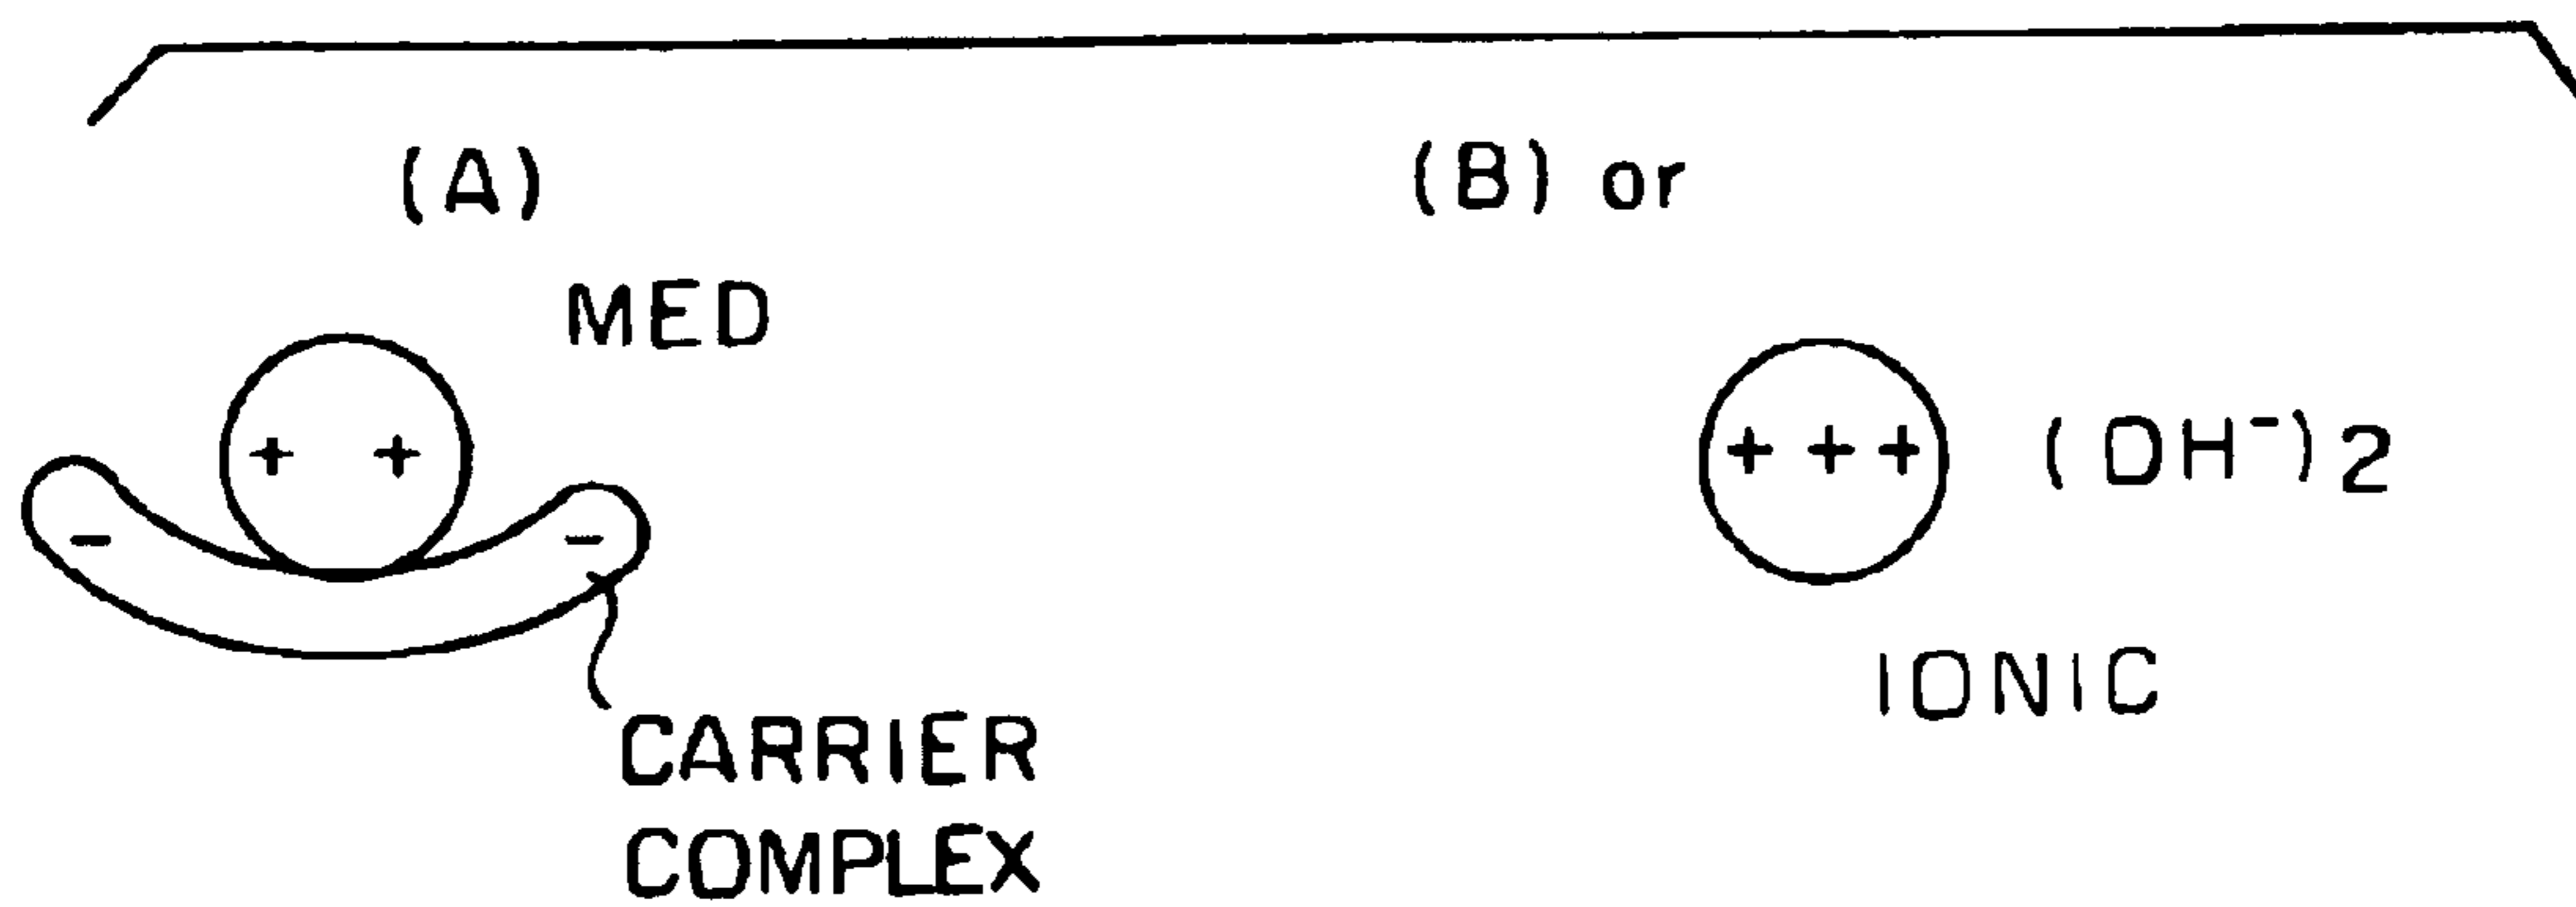 (A)
(B) or
MED
+ +
- -
+ + + (OH⁻)2
IONIC
CARRIER
COMPLEX